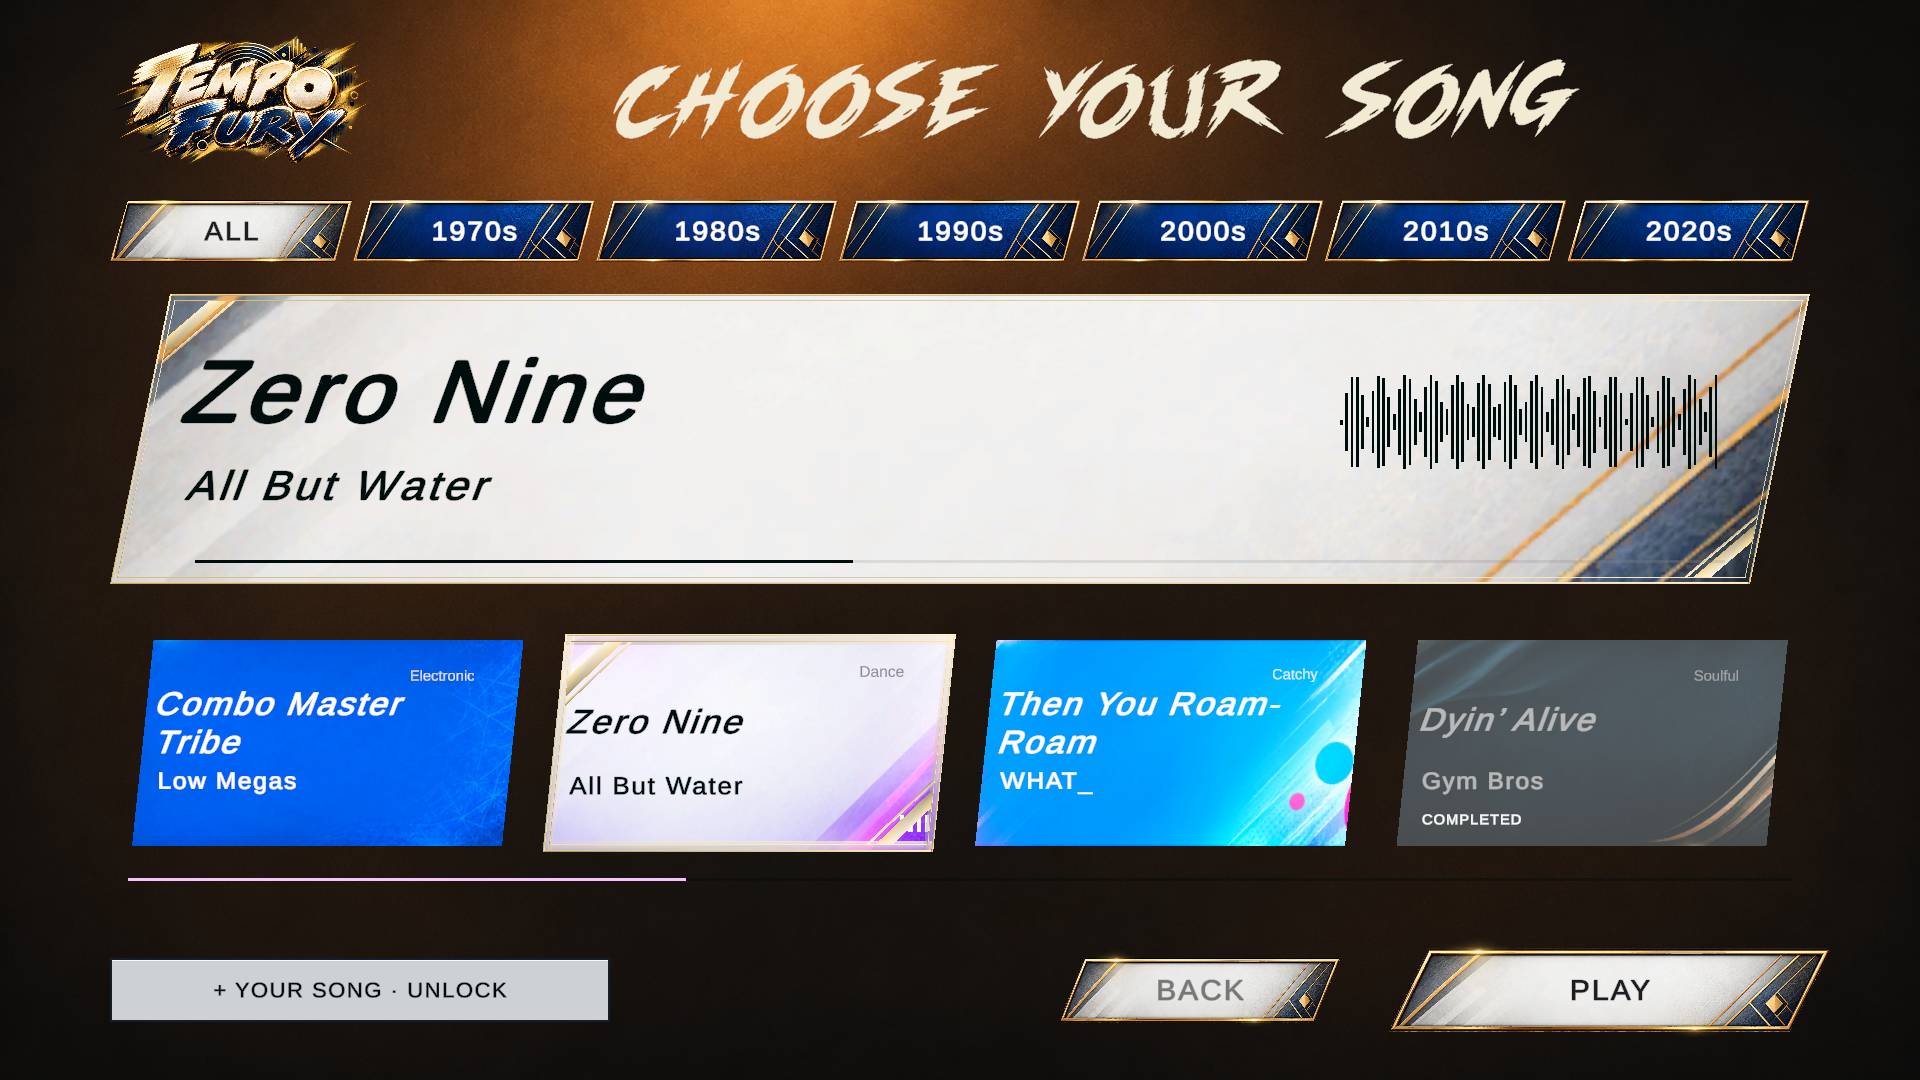 TEMPO
FURY
CHOOSE YOUR SONG
ALL
1970s
1980s
1990s
2000s
2010s
2020s
Zero Nine
All But Water
Electronic
Combo Master
Tribe
Low Megas
Dance
Zero Nine
All But Water
Catchy
Then You Roam-
Roam
WHAT_
Soulful
Dyin’ Alive
Gym Bros
COMPLETED
+ YOUR SONG · UNLOCK
BACK
PLAY